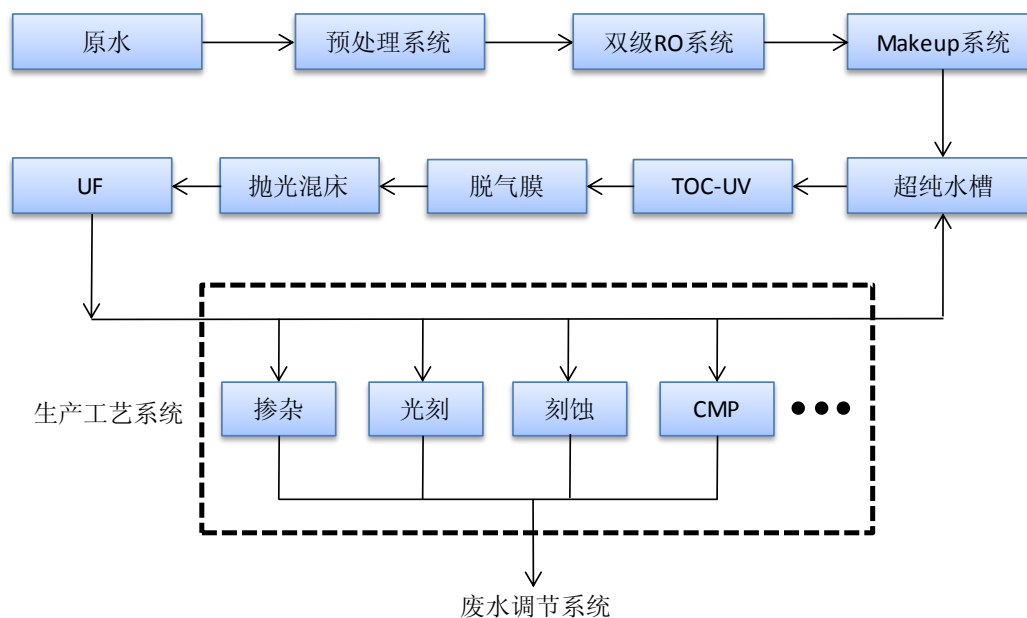 原水
预处理系统
双级RO系统
Makeup系统
UF
抛光混床
脱气膜
TOC-UV
超纯水槽
生产工艺系统
掺杂
光刻
刻蚀
CMP
废水调节系统